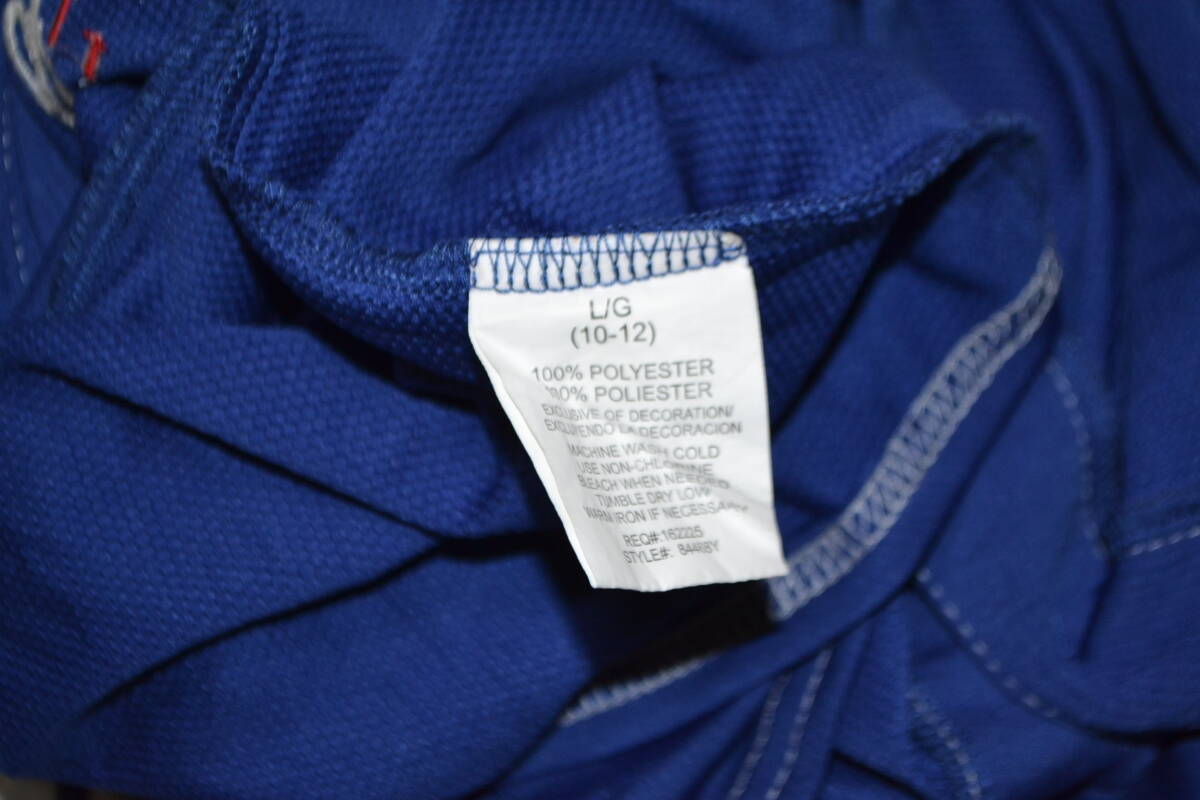 L/G
(10-12)
100% POLYESTER
100% POLIESTER
EXCLUSIVE OF DECORATION/
EXCLUYENDO LA DECORACION
MACHINE WASH COLD
USE NON-CHLORINE
BLEACH WHEN NEEDED
TUMBLE DRY LOW
WARM IRON IF NECESSARY
REQ#:162225
STYLE#: